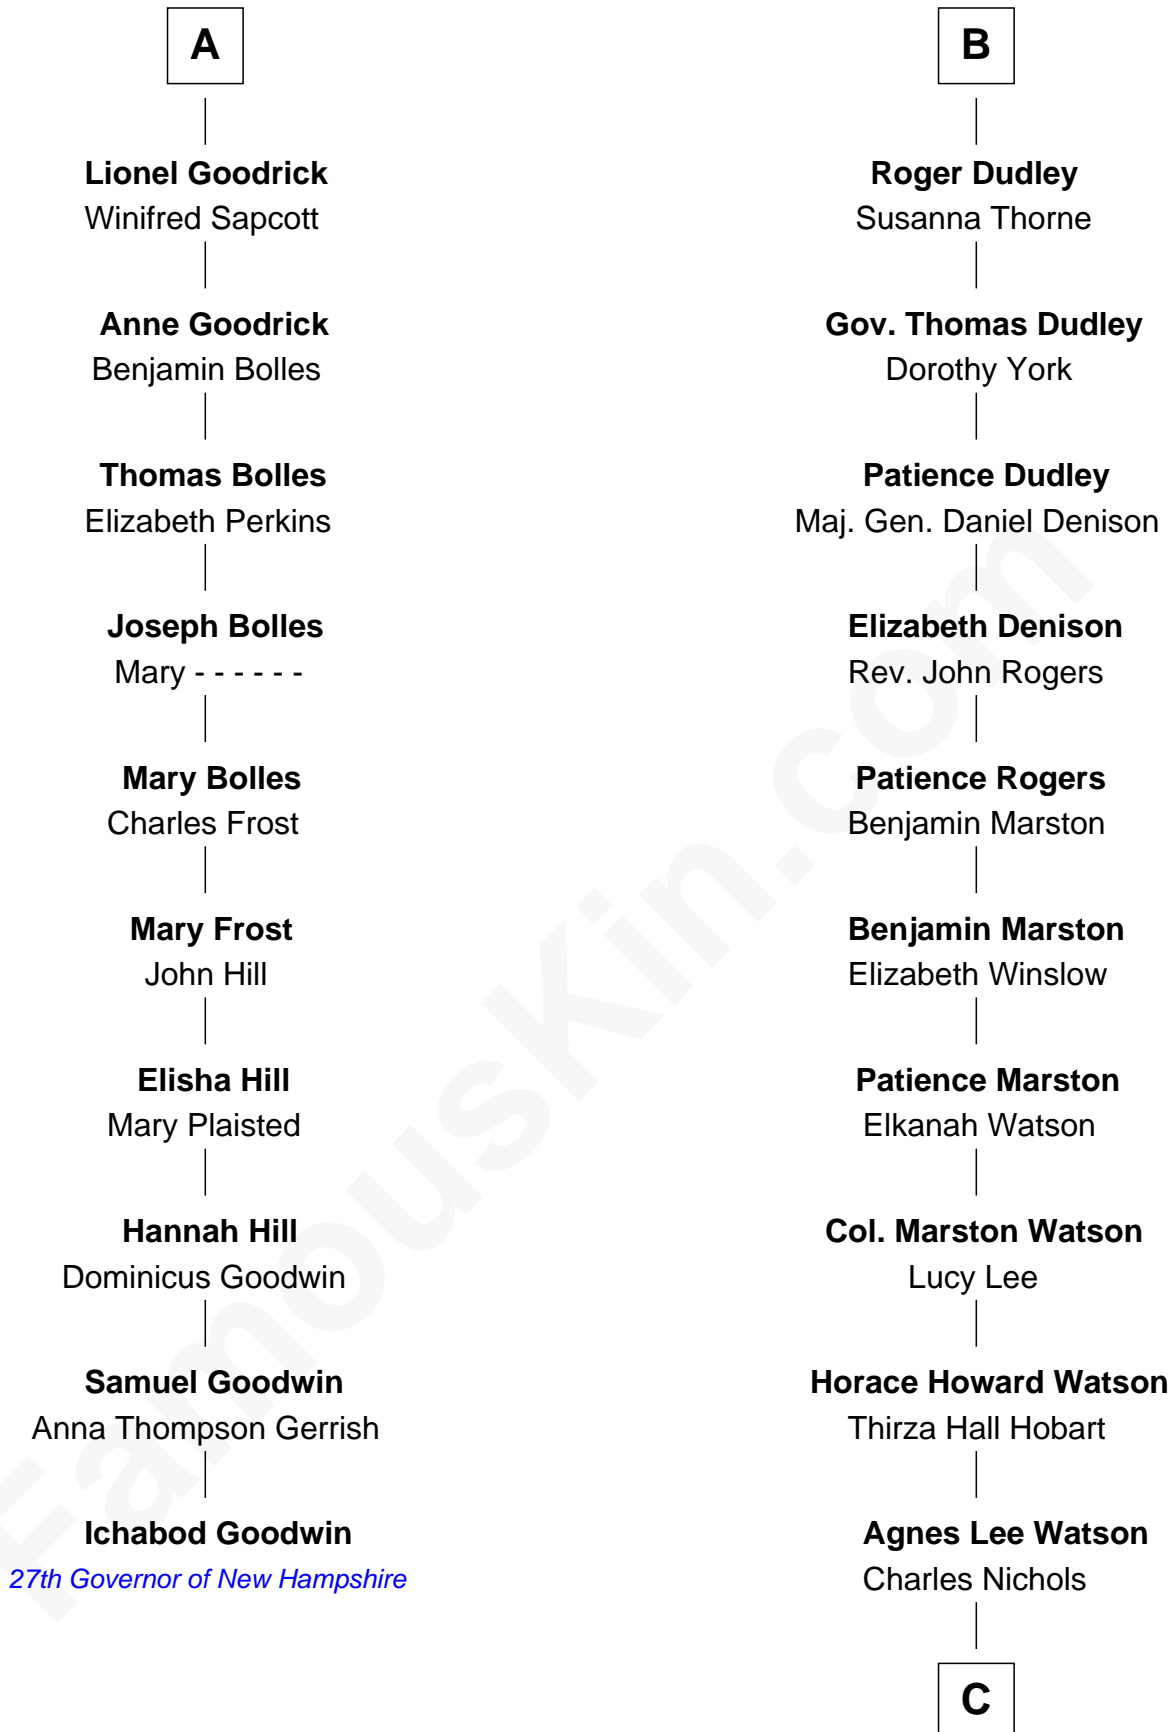 A
Lionel Goodrick
Winifred Sapcott
Anne Goodrick
Benjamin Bolles
Thomas Bolles
Elizabeth Perkins
Joseph Bolles
Mary - - - - - -
Mary Bolles
Charles Frost
Mary Frost
John Hill
Elisha Hill
Mary Plaisted
Hannah Hill
Dominicus Goodwin
Samuel Goodwin
Anna Thompson Gerrish
Ichabod Goodwin
27th Governor of New Hampshire
B
Roger Dudley
Susanna Thorne
Gov. Thomas Dudley
Dorothy York
Patience Dudley
Maj. Gen. Daniel Denison
Elizabeth Denison
Rev. John Rogers
Patience Rogers
Benjamin Marston
Benjamin Marston
Elizabeth Winslow
Patience Marston
Elkanah Watson
Col. Marston Watson
Lucy Lee
Horace Howard Watson
Thirza Hall Hobart
Agnes Lee Watson
Charles Nichols
C
FamousKin.com